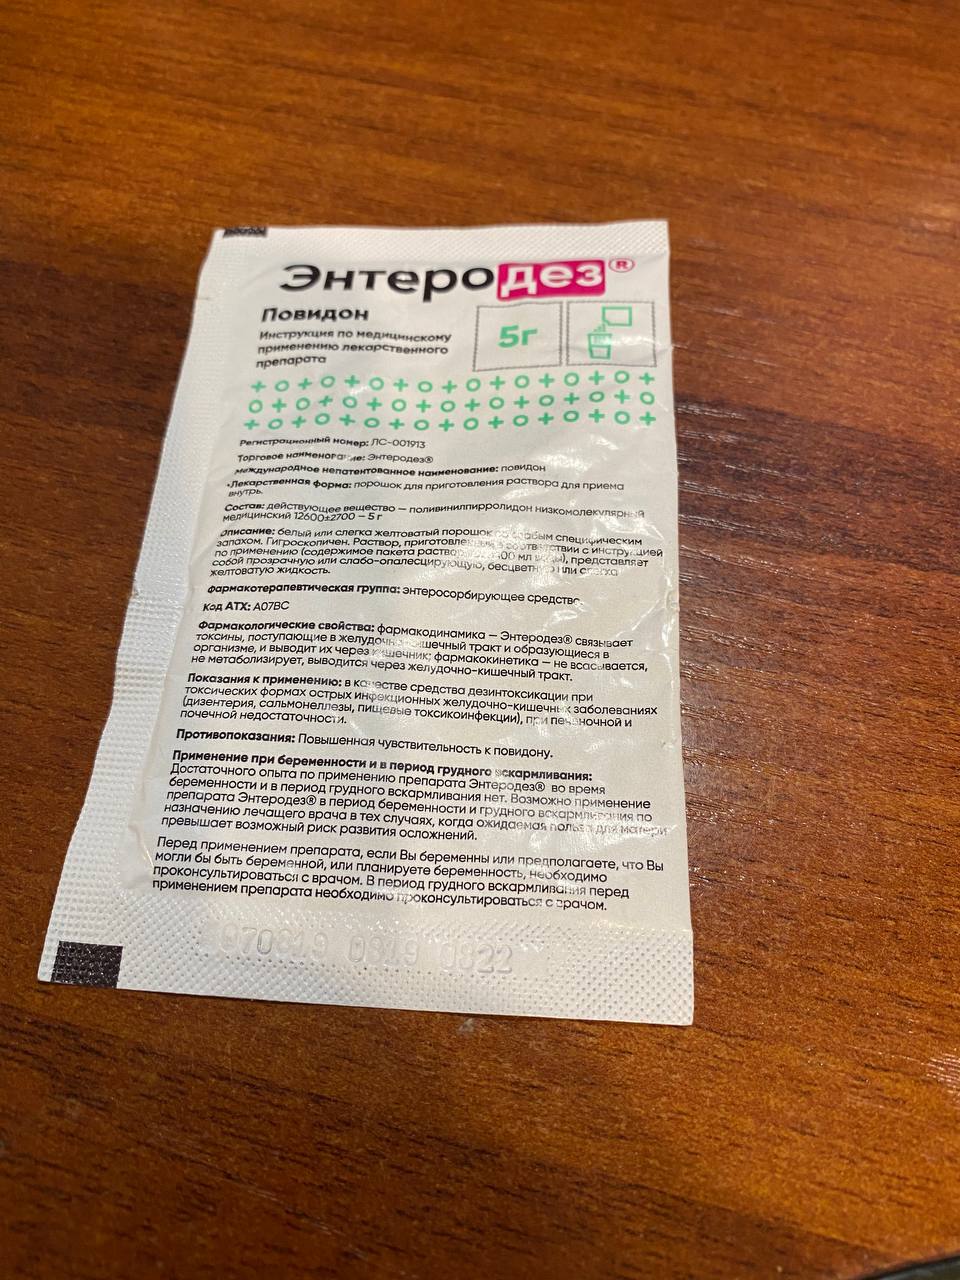 Энтеродез®
Повидон
Инструкция по медицинскому
применению лекарственного
препарата
5г
Регистрационный номер: ЛС-001913
Торговое наименование: Энтеродез®
Международное непатентованное наименование: повидон
Лекарственная форма: порошок для приготовления раствора для приема
внутрь.
Состав: действующее вещество – поливинилпирролидон низкомолекулярный
медицинский 12600±2700 – 5 г
Описание: белый или слегка желтоватый порошок со слабым специфическим
запахом. Гигроскопичен. Раствор, приготовленный в соответствии с инструкцией
по применению (содержимое пакета растворяют в 100 мл воды), представляет
собой прозрачную или слабо-опалесцирующую, бесцветную или слегка
желтоватую жидкость.
Фармакотерапевтическая группа: энтеросорбирующее средство.
Код АТХ: A07BC
Фармакологические свойства: фармакодинамика – Энтеродез® связывает
токсины, поступающие в желудочно-кишечный тракт и образующиеся в
организме, и выводит их через кишечник; фармакокинетика – не всасывается,
не метаболизирует, выводится через желудочно-кишечный тракт.
Показания к применению: в качестве средства дезинтоксикации при
токсических формах острых инфекционных желудочно-кишечных заболеваниях
(дизентерия, сальмонеллезы, пищевые токсикоинфекции), при печеночной и
почечной недостаточности.
Противопоказания: Повышенная чувствительность к повидону.
Применение при беременности и в период грудного вскармливания:
Достаточного опыта по применению препарата Энтеродез® во время
беременности и в период грудного вскармливания нет. Возможно применение
препарата Энтеродез® в период беременности и грудного вскармливания по
назначению лечащего врача в тех случаях, когда ожидаемая польза для матери
превышает возможный риск развития осложнений.
Перед применением препарата, если Вы беременны или предполагаете, что Вы
могли бы быть беременной, или планируете беременность, необходимо
проконсультироваться с врачом. В период грудного вскармливания перед
применением препарата необходимо проконсультироваться с врачом.
070819 0819 0822